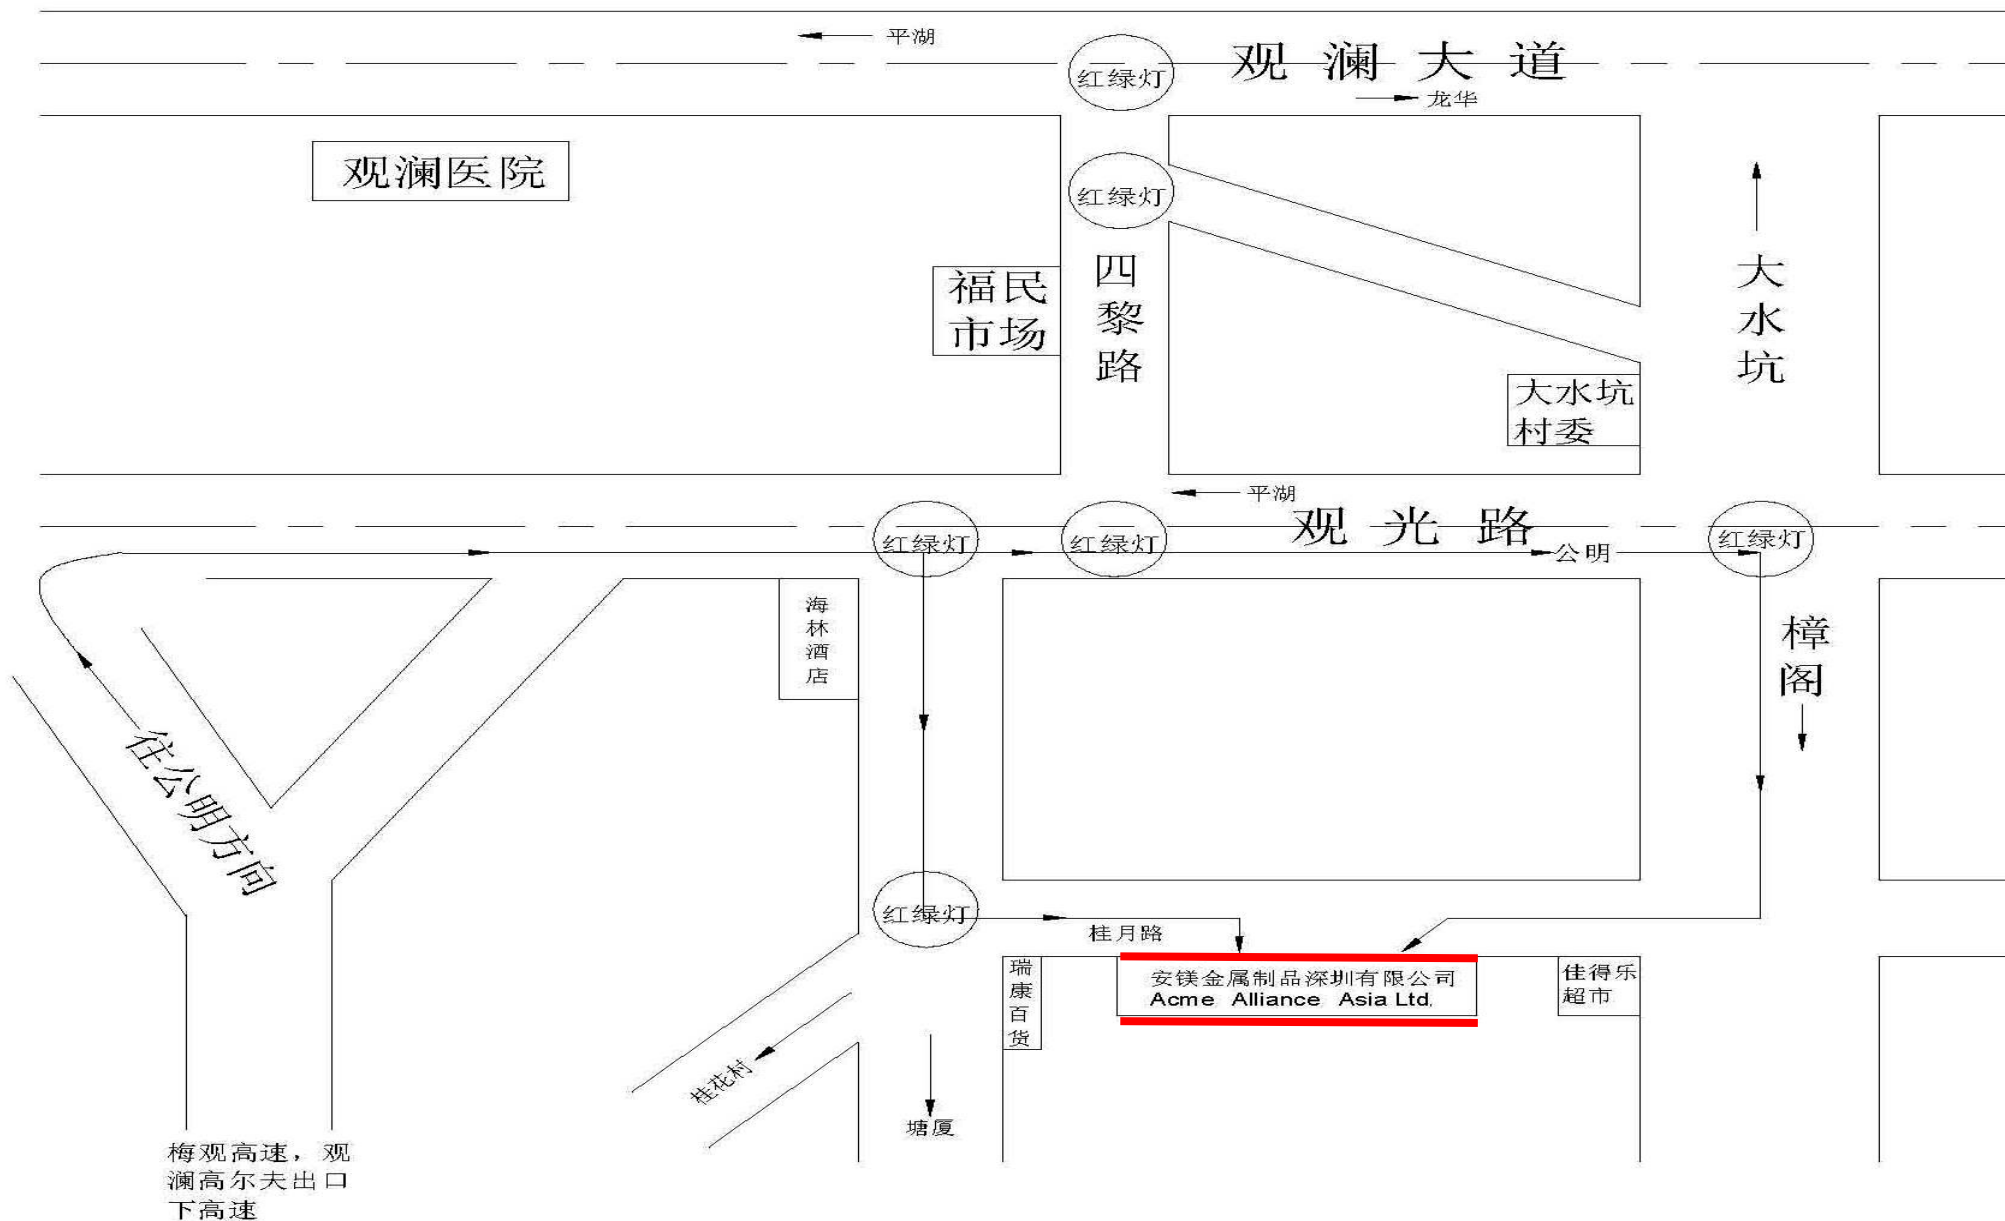 平湖
红绿灯
观澜大道
龙华
观澜医院
红绿灯
福民
市场
四黎路
大水坑
大水坑
村委
平湖
观光路
红绿灯
红绿灯
公明
红绿灯
海林酒店
樟阁
往公明方向
红绿灯
桂月路
瑞康百货
安镁金属制品深圳有限公司
Acme Alliance Asia Ltd.
佳得乐
超市
桂花村
塘厦
梅观高速，观
澜高尔夫出口
下高速